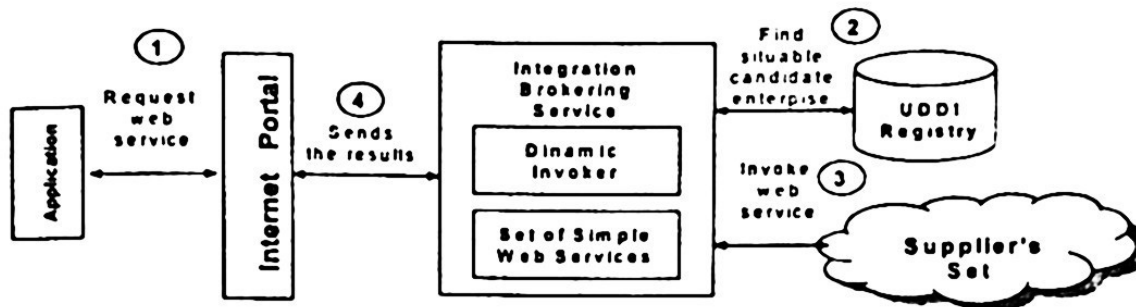 1
Request
web
service
Application
Internet Portal
4
Sends
the results
Integration
Brokering
Service
Dinamic
Invoker
Set of Simple
Web Services
2
Find
situable
candidate
enterpise
UDDI
Registry
Invoke
web
service
3
Supplier's
Set